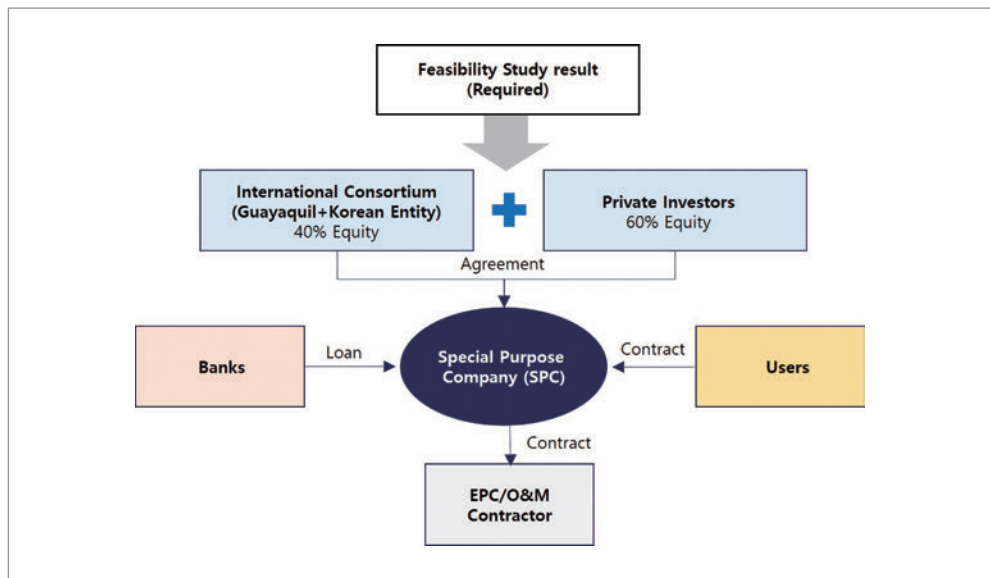 Feasibility Study result
(Required)
International Consortium
(Guayaquil+Korean Entity)
40% Equity
Private Investors
60% Equity
Agreement
Banks
Loan
Special Purpose
Company (SPC)
Contract
Users
Contract
EPC/O&M
Contractor